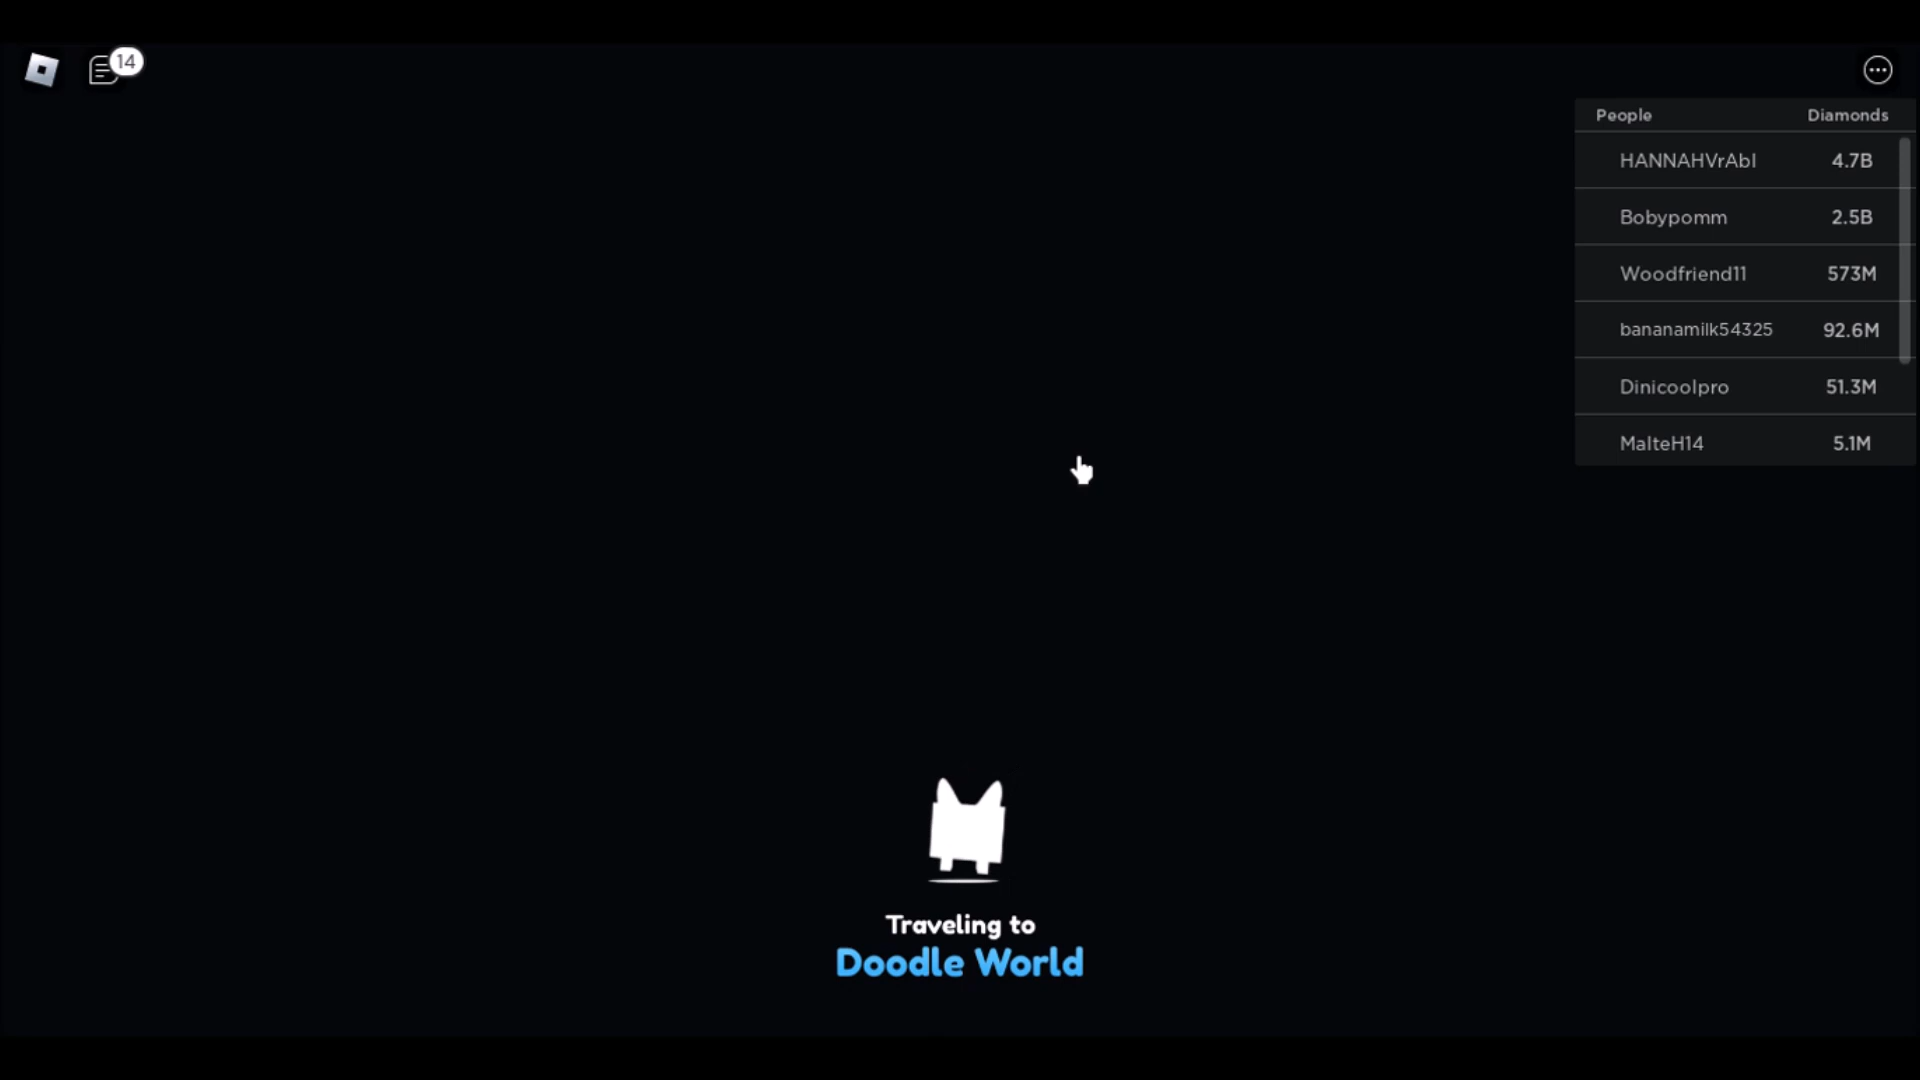 14
People Diamonds
HANNAHVrAbI 4.7B
Bobypomm 2.5B
Woodfriend11 573M
bananamilk54325 92.6M
Dinicoolpro 51.3M
MalteH14 5.1M
Traveling to
Doodle World